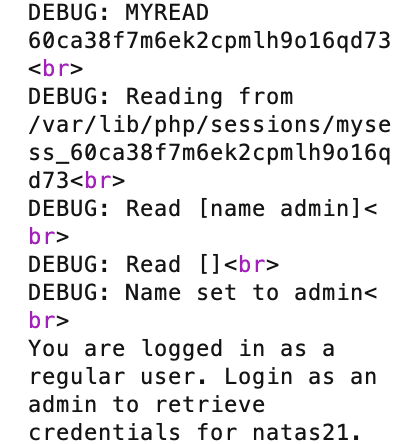 DEBUG: MYREAD
60ca38f7m6ek2cpmlh9o16qd73
<br>
DEBUG: Reading from
/var/lib/php/sessions/myse
ss_60ca38f7m6ek2cpmlh9o16q
d73<br>
DEBUG: Read [name admin]<
br>
DEBUG: Read []<br>
DEBUG: Name set to admin<
br>
You are logged in as a
regular user. Login as an
admin to retrieve
credentials for natas21.